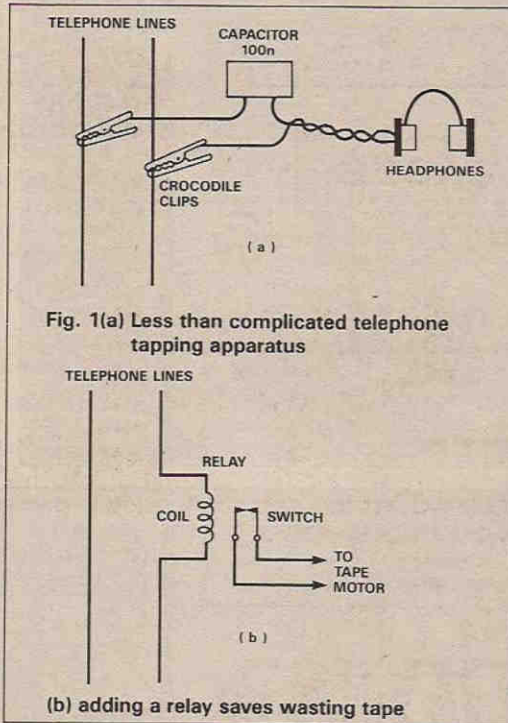 TELEPHONE LINES
CAPACITOR
100n
HEADPHONES
CROCODILE
CLIPS
(a)
Fig. 1(a) Less than complicated telephone
tapping apparatus
TELEPHONE LINES
RELAY
COIL
SWITCH
TO
TAPE
MOTOR
(b)
(b) adding a relay saves wasting tape